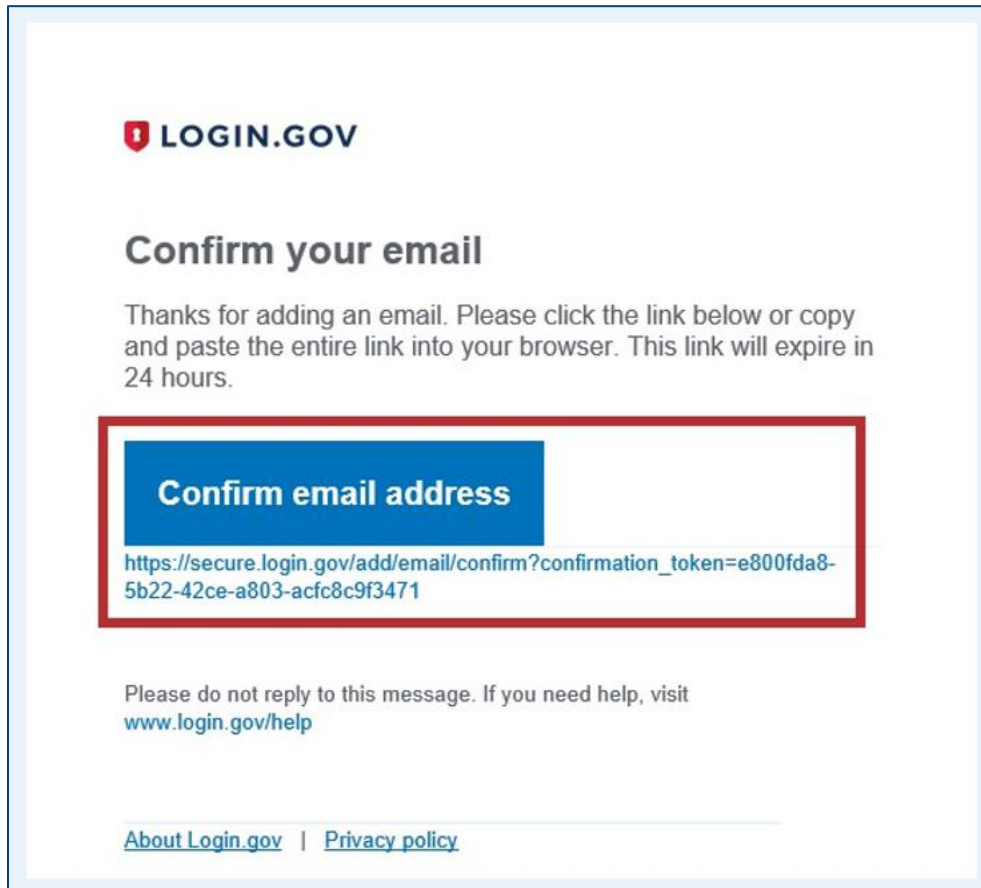 LOGIN.GOV
Confirm your email
Thanks for adding an email. Please click the link below or copy
and paste the entire link into your browser. This link will expire in
24 hours.
Confirm email address
https://secure.login.gov/add/email/confirm?confirmation_token=e800fda8-
5b22-42ce-a803-acfc8c9f3471
Please do not reply to this message. If you need help, visit
www.login.gov/help
About Login.gov | Privacy policy